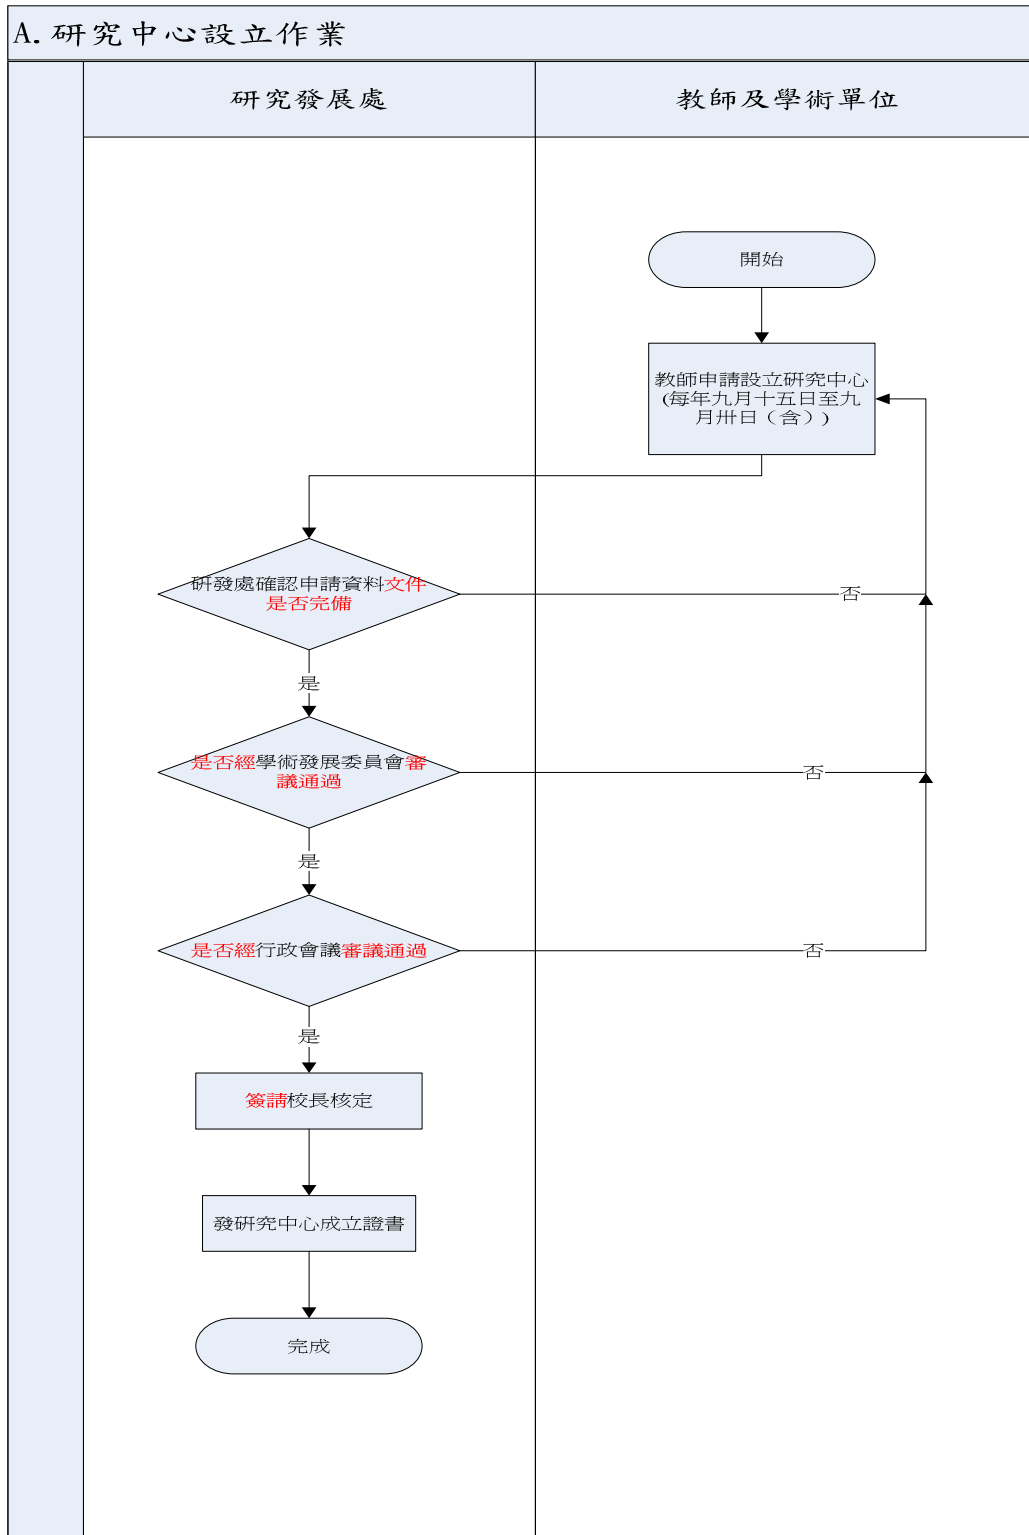 A.研究中心設立作業
研究發展處
教師及學術單位
開始
教師申請設立研究中心
(每年九月十五日至九
月卅日（含）)
研發處確認申請資料文件
是否完備
否
是
是否經學術發展委員會審
議通過
否
是
是否經行政會議審議通過
否
是
簽請校長核定
發研究中心成立證書
完成